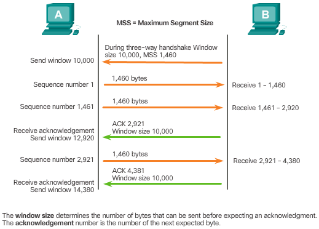 A
B
MSS = Maximum Segment Size
During three-way handshake Window
size 10,000, MSS 1,460
Send window 10,000
1,460 bytes
Sequence number 1
Receive 1 – 1,460
1,460 bytes
Sequence number 1,461
Receive 1,461 – 2,920
ACK 2,921
Window size 10,000
Receive acknowledgement
Send window 12,920
1,460 bytes
Sequence number 2,921
Receive 2,921 – 4,380
ACK 4,381
Window size 10,000
Receive acknowledgement
Send window 14,380
The window size determines the number of bytes that can be sent before expecting an acknowledgment.
The acknowledgement number is the number of the next expected byte.